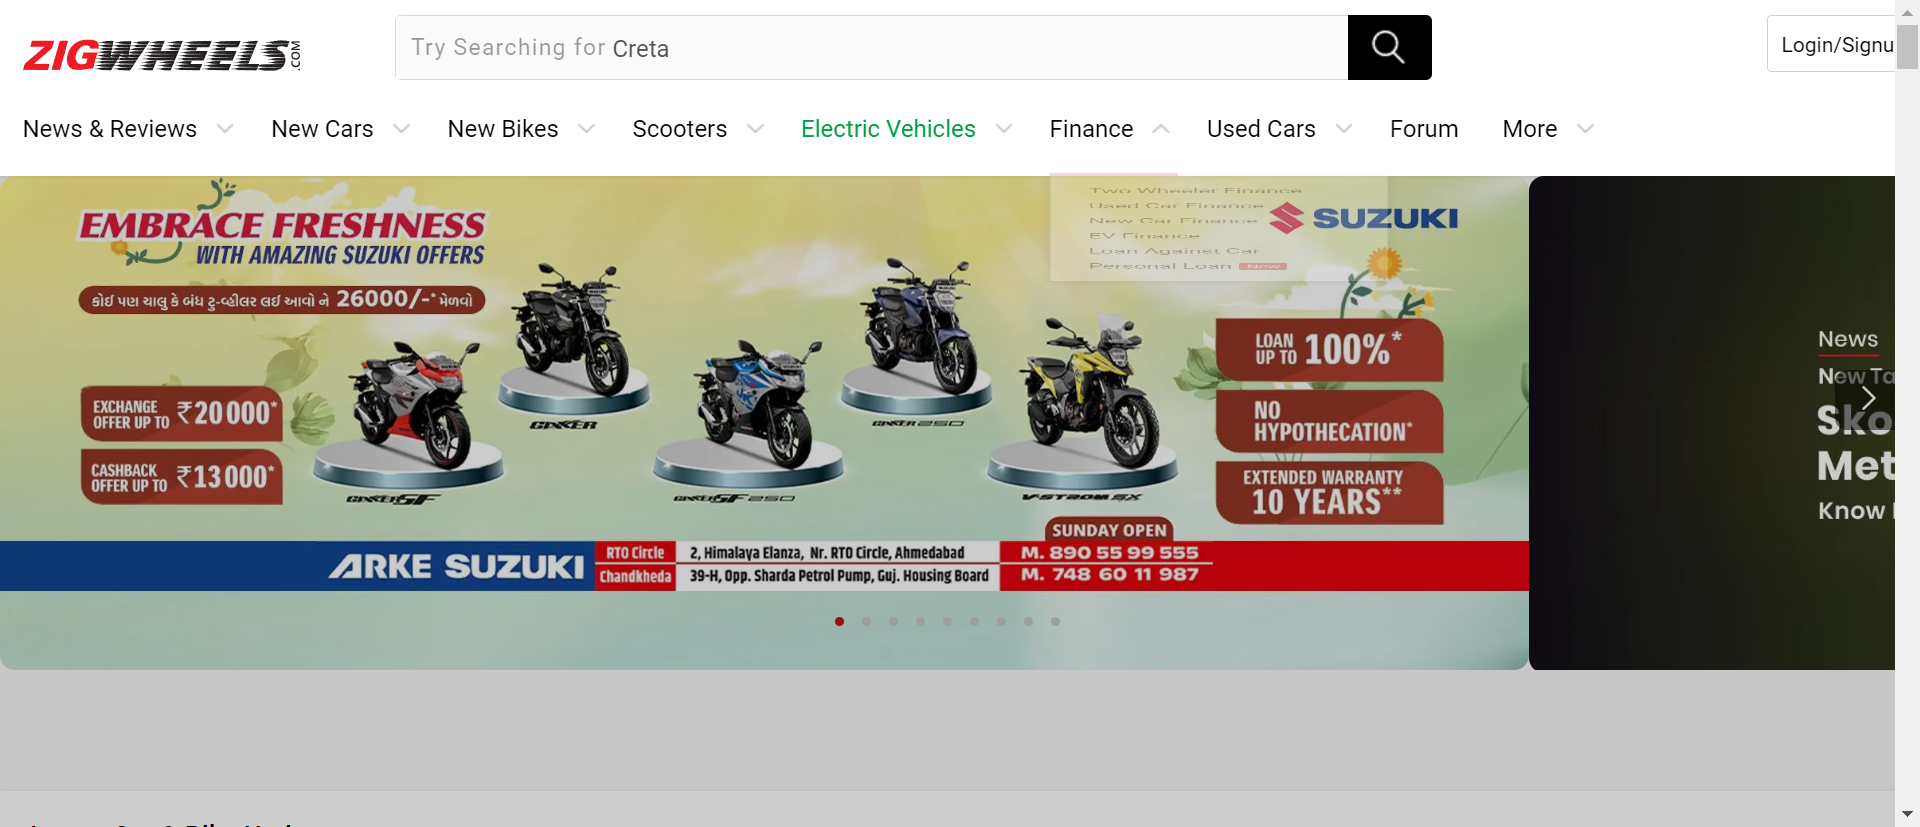 ZIGWHEELS.COM
Try Searching for Creta
Login/Signu
News & Reviews
New Cars
New Bikes
Scooters
Electric Vehicles
Finance
Used Cars
Forum
More
Two Wheeler Finance
Used Car Finance
New Car Finance
EV Finance
Loan Against Car
Personal Loan New
EMBRACE FRESHNESS
WITH AMAZING SUZUKI OFFERS
કોઈ પણ ચાલુ કે બંધ ટુ-વ્હીલર લઈ આવો ને 26000/-* મેળવો
SUZUKI
EXCHANGE
OFFER UP TO ₹20000*
CASHBACK
OFFER UP TO ₹13000*
GIXXER SF
GIXXER
GIXXER SF 250
GIXXER 250
V-STROM SX
LOAN
UP TO 100%*
NO
HYPOTHECATION*
EXTENDED WARRANTY
10 YEARS**
SUNDAY OPEN
ARKE SUZUKI
RTO Circle
2, Himalaya Elanza, Nr. RTO Circle, Ahmedabad
M. 890 55 99 555
Chandkheda
39-H, Opp. Sharda Petrol Pump, Guj. Housing Board
M. 748 60 11 987
News
New Ta
Sko
Met
Know